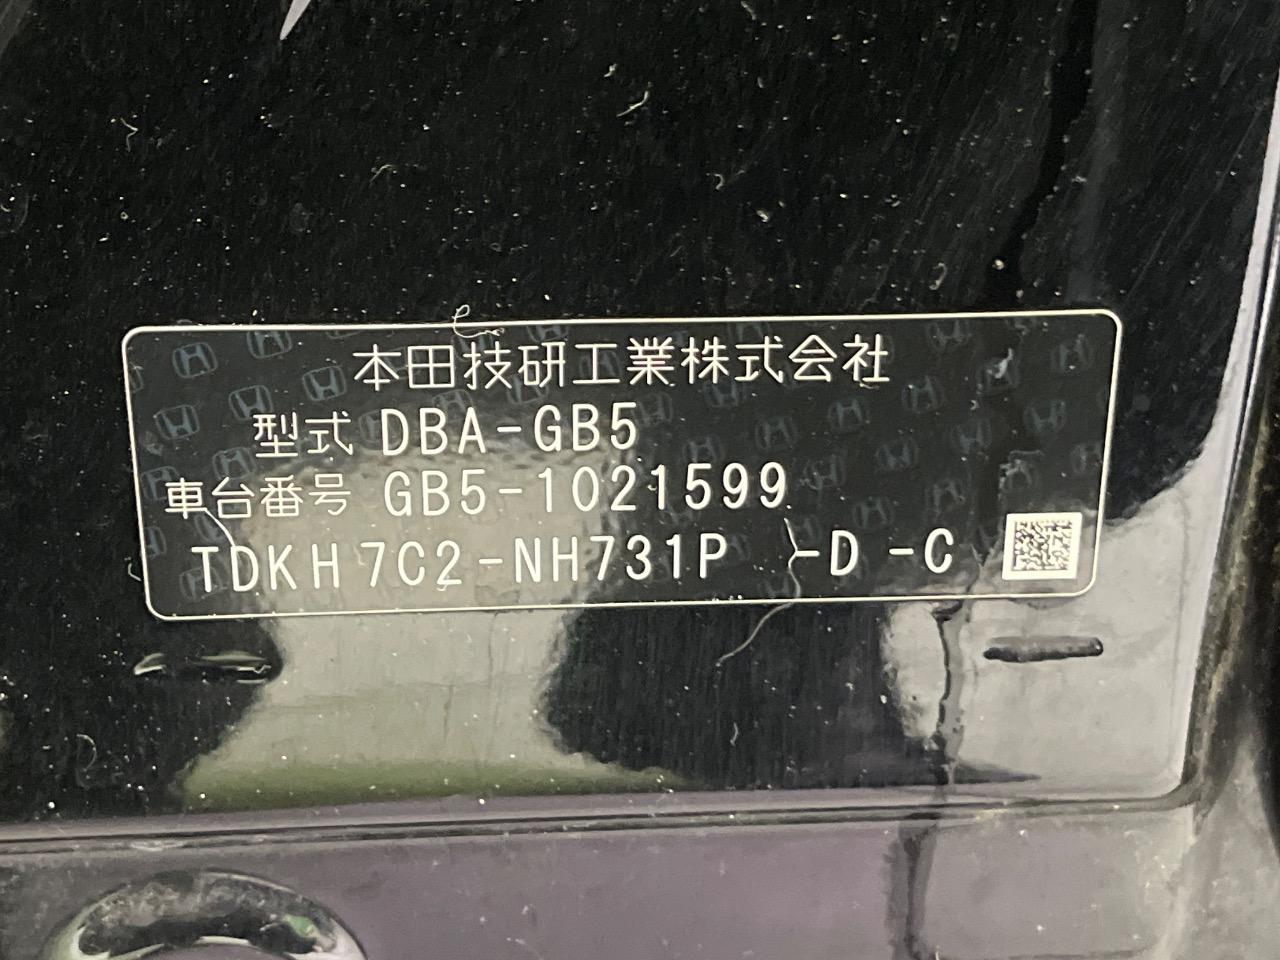 本田技研工業株式会社
型式 DBA-GB5
車台番号 GB5-1021599
TDKH7C2-NH731P -D -C